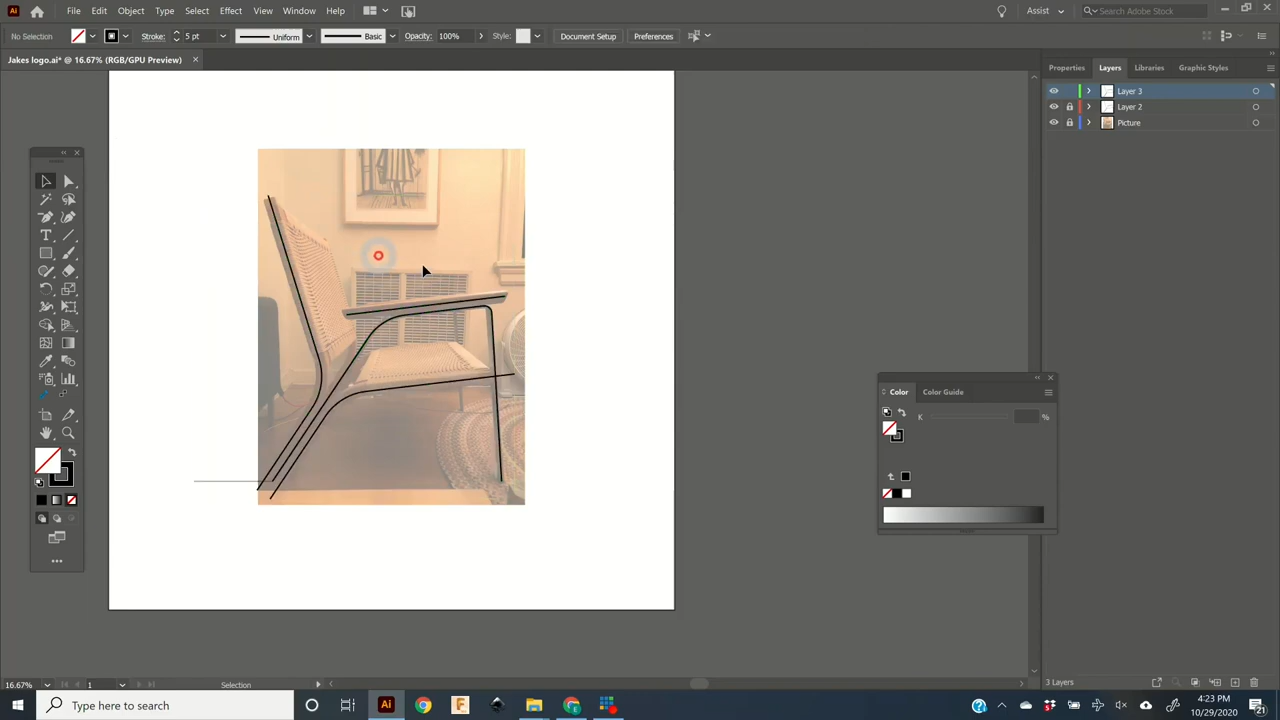 Ai File Edit Object Type Select Effect View Window Help Assist Search Adobe Stock
No Selection Stroke: 5 pt Uniform Basic Opacity: 100% Style: Document Setup Preferences
Jakes logo.ai* @ 16.67% (RGB/GPU Preview) Properties Layers Libraries Graphic Styles
Layer 3
Layer 2
Picture
Color Color Guide
K %
16.67% 1 Selection 3 Layers
Type here to search Ai 4:23 PM
10/29/2020 21